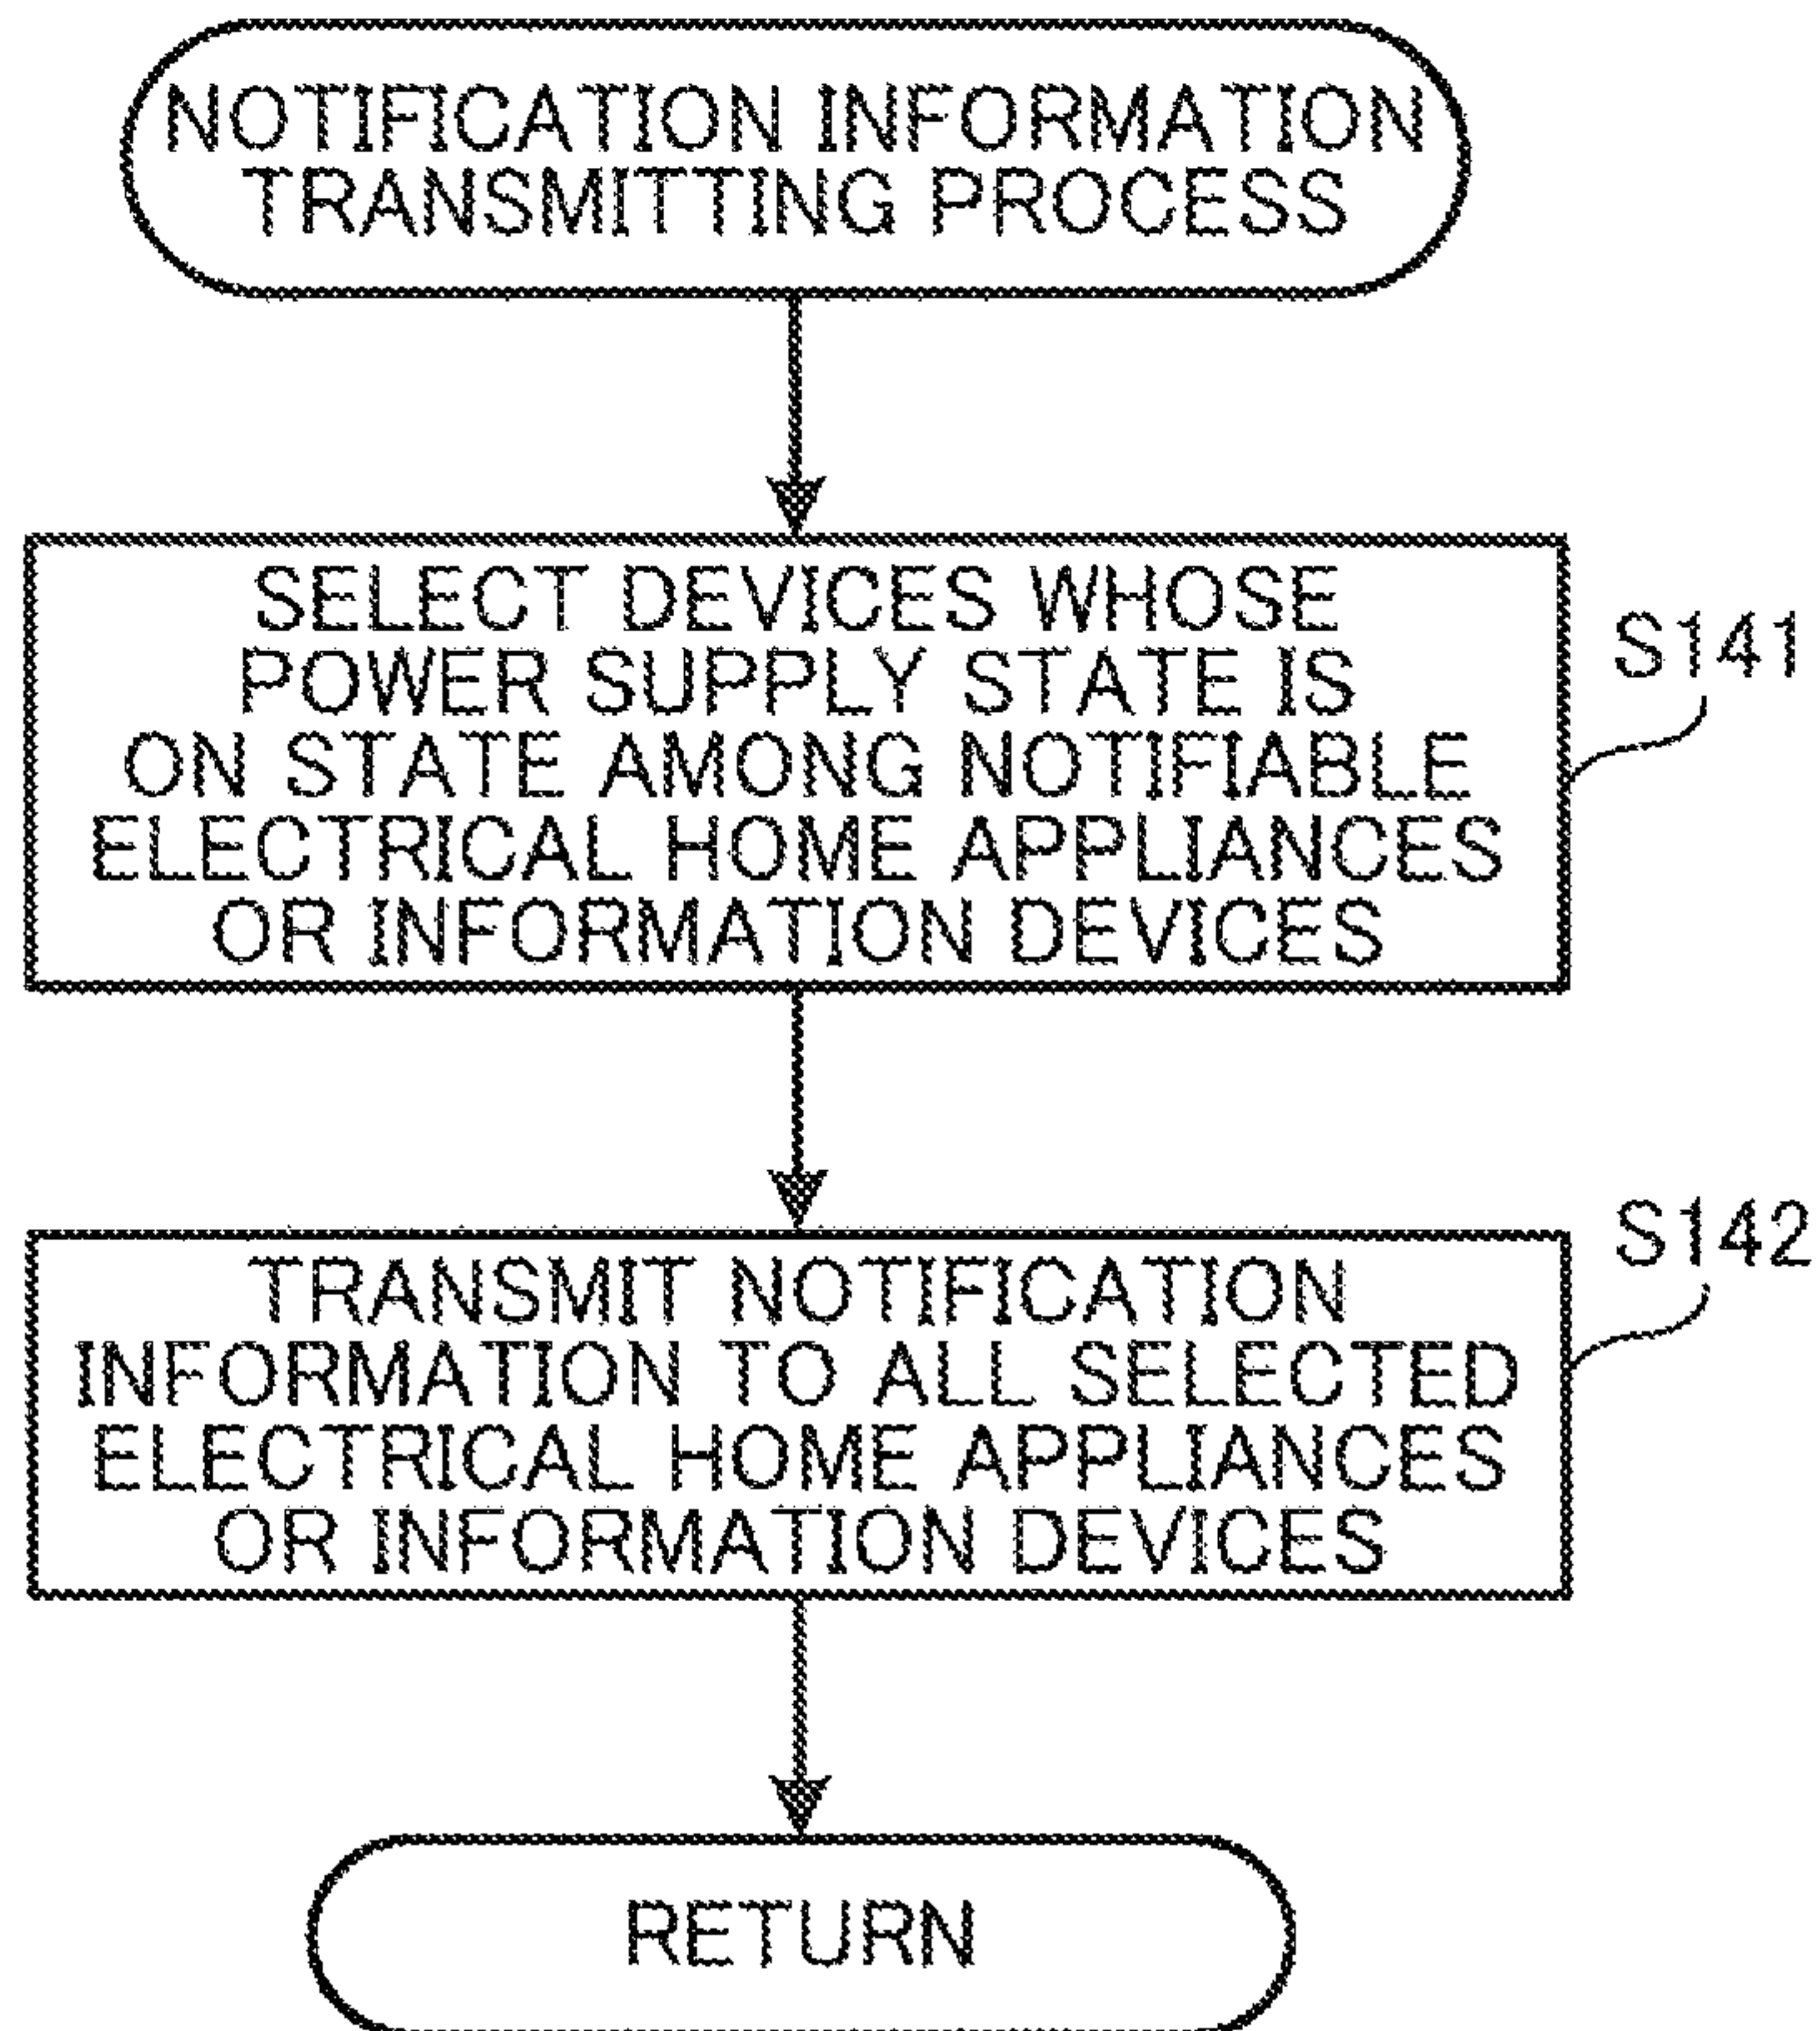 NOTIFICATION INFORMATION
TRANSMITTING PROCESS
SELECT DEVICES WHOSE
POWER SUPPLY STATE IS
ON STATE AMONG NOTIFIABLE
ELECTRICAL HOME APPLIANCES
OR INFORMATION DEVICES
S141
TRANSMIT NOTIFICATION
INFORMATION TO ALL SELECTED
ELECTRICAL HOME APPLIANCES
OR INFORMATION DEVICES
S142
RETURN